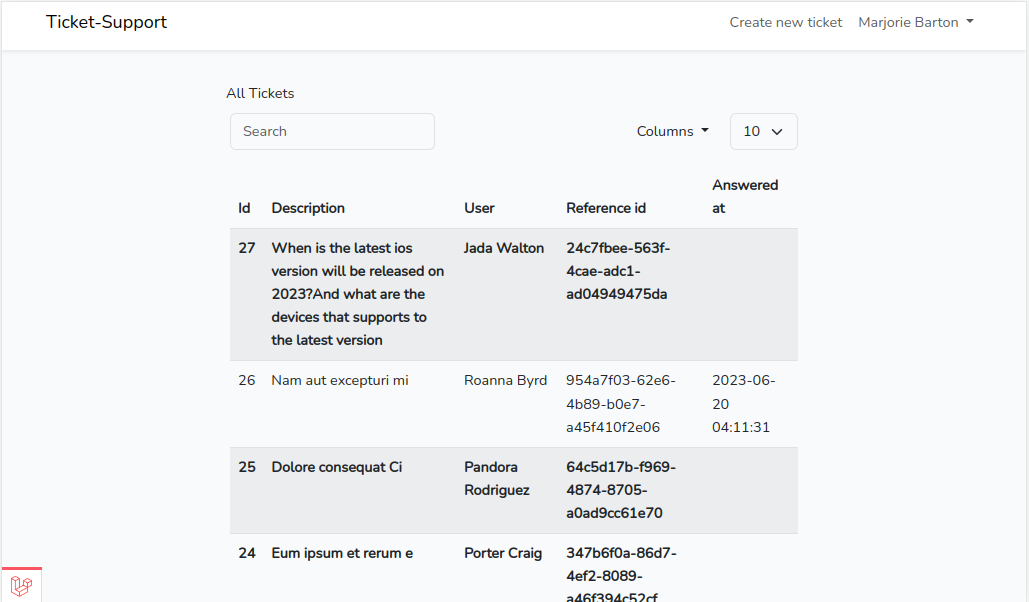 Ticket-Support
Create new ticket
Marjorie Barton
All Tickets
Search
Columns
10
Id
Description
User
Reference id
Answered
at
27
When is the latest ios
version will be released on
2023?And what are the
devices that supports to
the latest version
Jada Walton
24c7fbee-563f-
4cae-adc1-
ad04949475da
26
Nam aut excepturi mi
Roanna Byrd
954a7f03-62e6-
4b89-b0e7-
a45f410f2e06
2023-06-
20
04:11:31
25
Dolore consequat Ci
Pandora
Rodriguez
64c5d17b-f969-
4874-8705-
a0ad9cc61e70
24
Eum ipsum et rerum e
Porter Craig
347b6f0a-86d7-
4ef2-8089-
a46f394c52cf